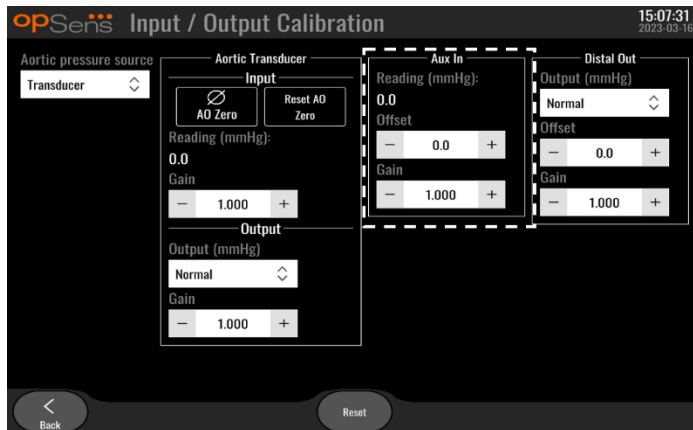 opSens Input / Output Calibration
15:07:31
2023-03-16
Aortic pressure source
Transducer
Aortic Transducer
Input
AO Zero
Reset AO
Zero
Reading (mmHg):
0.0
Gain
− 1.000 +
Output
Output (mmHg)
Normal
Gain
− 1.000 +
Aux In
Reading (mmHg):
0.0
Offset
− 0.0 +
Gain
− 1.000 +
Distal Out
Output (mmHg)
Normal
Offset
− 0.0 +
Gain
− 1.000 +
Back
Reset